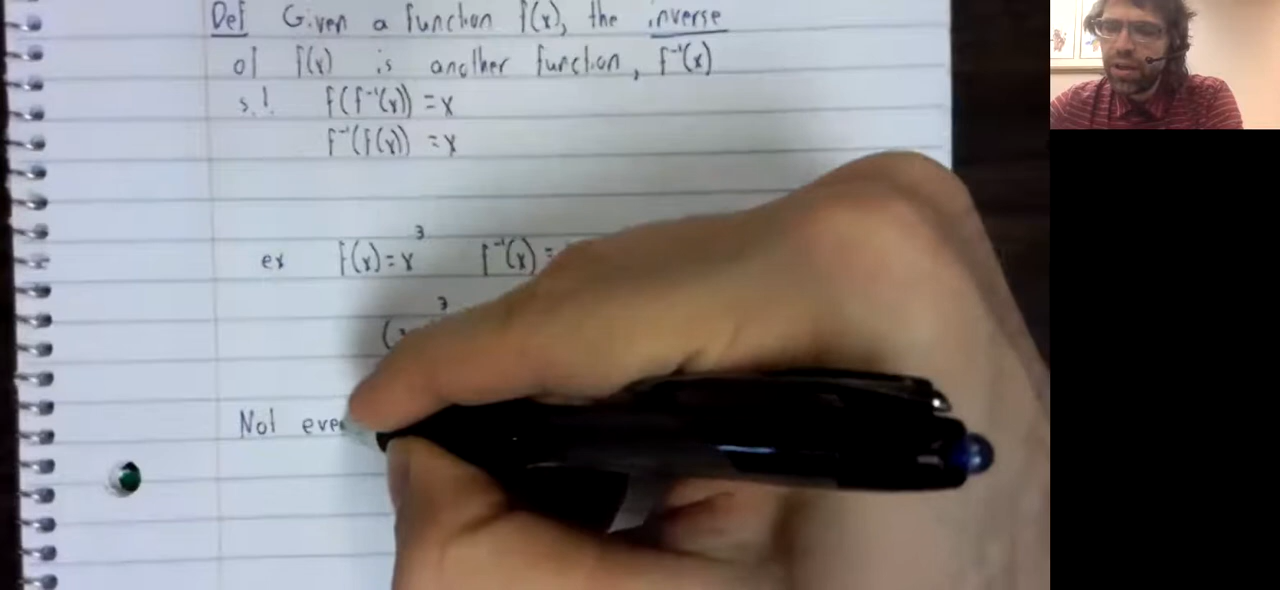 Def Given a function f(x), the inverse
of f(x) is another function, f⁻¹(x)
s.t. f(f⁻¹(x)) = x
f⁻¹(f(x)) = x
ex f(x) = x³ f⁻¹(x) =
Not eve